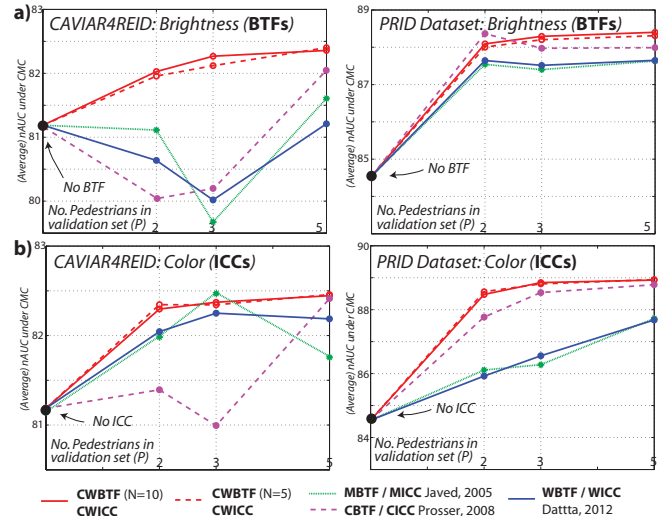 a)
CAVIAR4REID: Brightness (BTFs)
83
82
81
80
(Average) nAUC under CMC
No BTF
No. Pedestrians in
validation set (P)
2
3
5
PRID Dataset: Brightness (BTFs)
89
87
85
84
(Average) nAUC under CMC
No BTF
No. Pedestrians in
validation set (P)
2
3
5
b)
CAVIAR4REID: Color (ICCs)
83
82
81
(Average) nAUC under CMC
No ICC
No. Pedestrians in
validation set (P)
2
3
5
PRID Dataset: Color (ICCs)
90
88
86
84
(Average) nAUC under CMC
No ICC
No. Pedestrians in
validation set (P)
2
3
5
CWBTF (N=10)
CWICC
CWBTF (N=5)
CWICC
MBTF / MICC Javed, 2005
CBTF / CICC Prosser, 2008
WBTF / WICC
Dattta, 2012